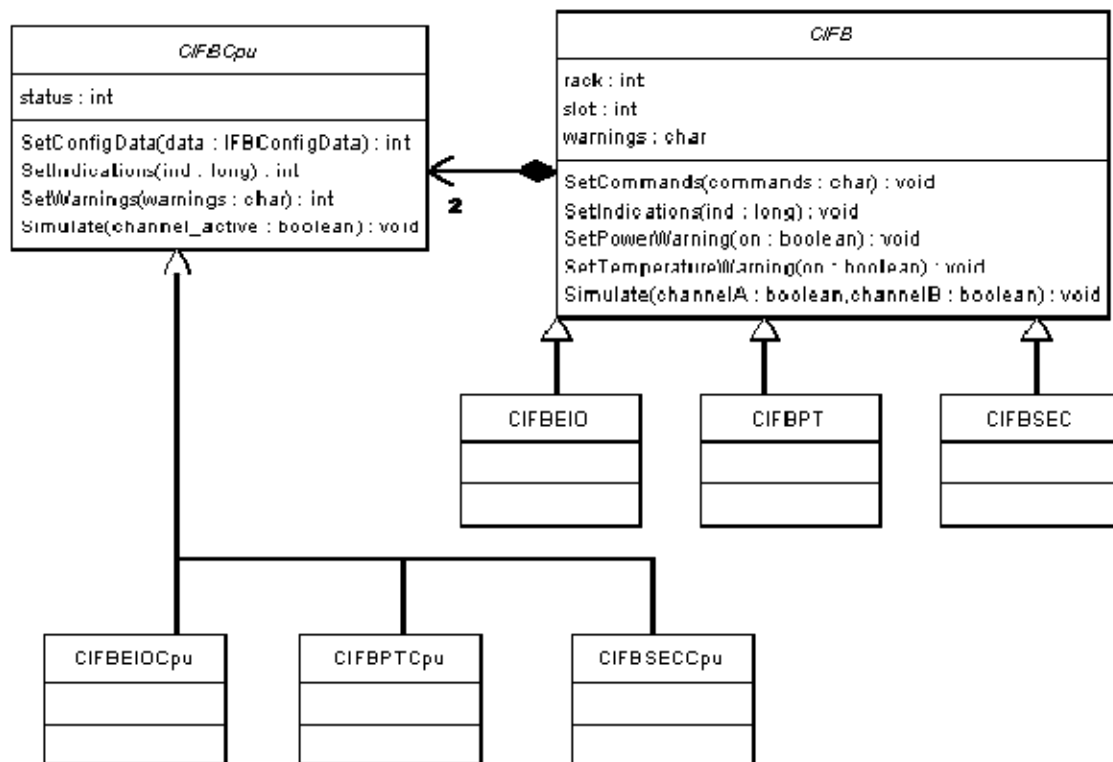 CIFBCpu
status : int
SetConfigData(data : IFBConfigData) : int
SetIndications(ind : long) : int
SetWarnings(warnings : char) : int
Simulate(channel_active : boolean) : void
2
CIFB
rack : int
slot : int
warnings : char
SetCommands(commands : char) : void
SetIndications(ind : long) : void
SetPowerWarning(on : boolean) : void
SetTemperatureWarning(on : boolean) : void
Simulate(channelA : boolean,channelB : boolean) : void
CIFBEIO
CIFBPT
CIFBSEC
CIFBEIOCpu
CIFBPTCpu
CIFBSECCpu